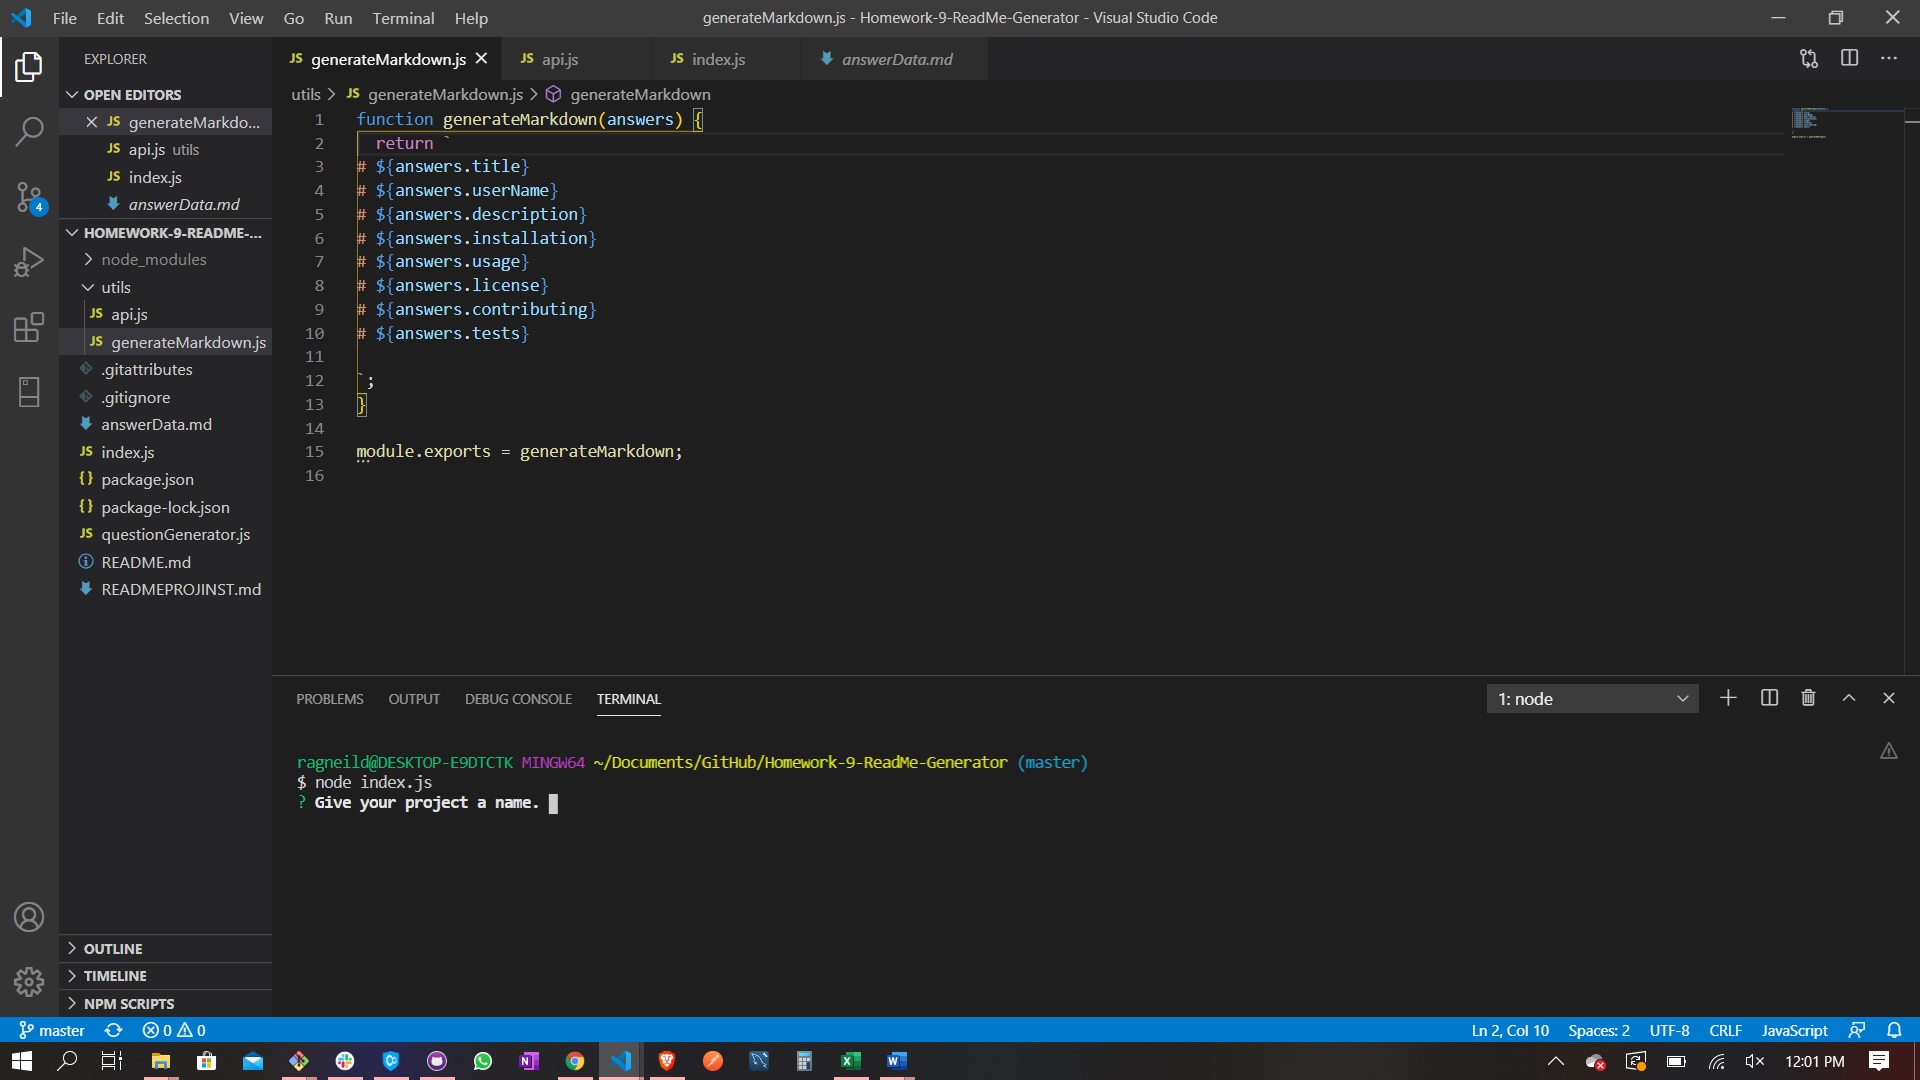 File Edit Selection View Go Run Terminal Help
generateMarkdown.js - Homework-9-ReadMe-Generator - Visual Studio Code
EXPLORER
OPEN EDITORS
JS generateMarkdo...
JS api.js utils
JS index.js
answerData.md
HOMEWORK-9-README-...
node_modules
utils
JS api.js
JS generateMarkdown.js
.gitattributes
.gitignore
answerData.md
JS index.js
{} package.json
{} package-lock.json
JS questionGenerator.js
README.md
READMEPROJINST.md
OUTLINE
TIMELINE
NPM SCRIPTS
4
JS generateMarkdown.js JS api.js JS index.js answerData.md
utils > JS generateMarkdown.js > generateMarkdown
1 function generateMarkdown(answers) {
2 return `
3 # ${answers.title}
4 # ${answers.userName}
5 # ${answers.description}
6 # ${answers.installation}
7 # ${answers.usage}
8 # ${answers.license}
9 # ${answers.contributing}
10 # ${answers.tests}
11
12 `;
13 }
14
15 module.exports = generateMarkdown;
16
PROBLEMS OUTPUT DEBUG CONSOLE TERMINAL
1: node
ragneild@DESKTOP-E9DTCTK MINGW64 ~/Documents/GitHub/Homework-9-ReadMe-Generator (master)
$ node index.js
? Give your project a name.
master 0 0
Ln 2, Col 10 Spaces: 2 UTF-8 CRLF JavaScript
12:01 PM